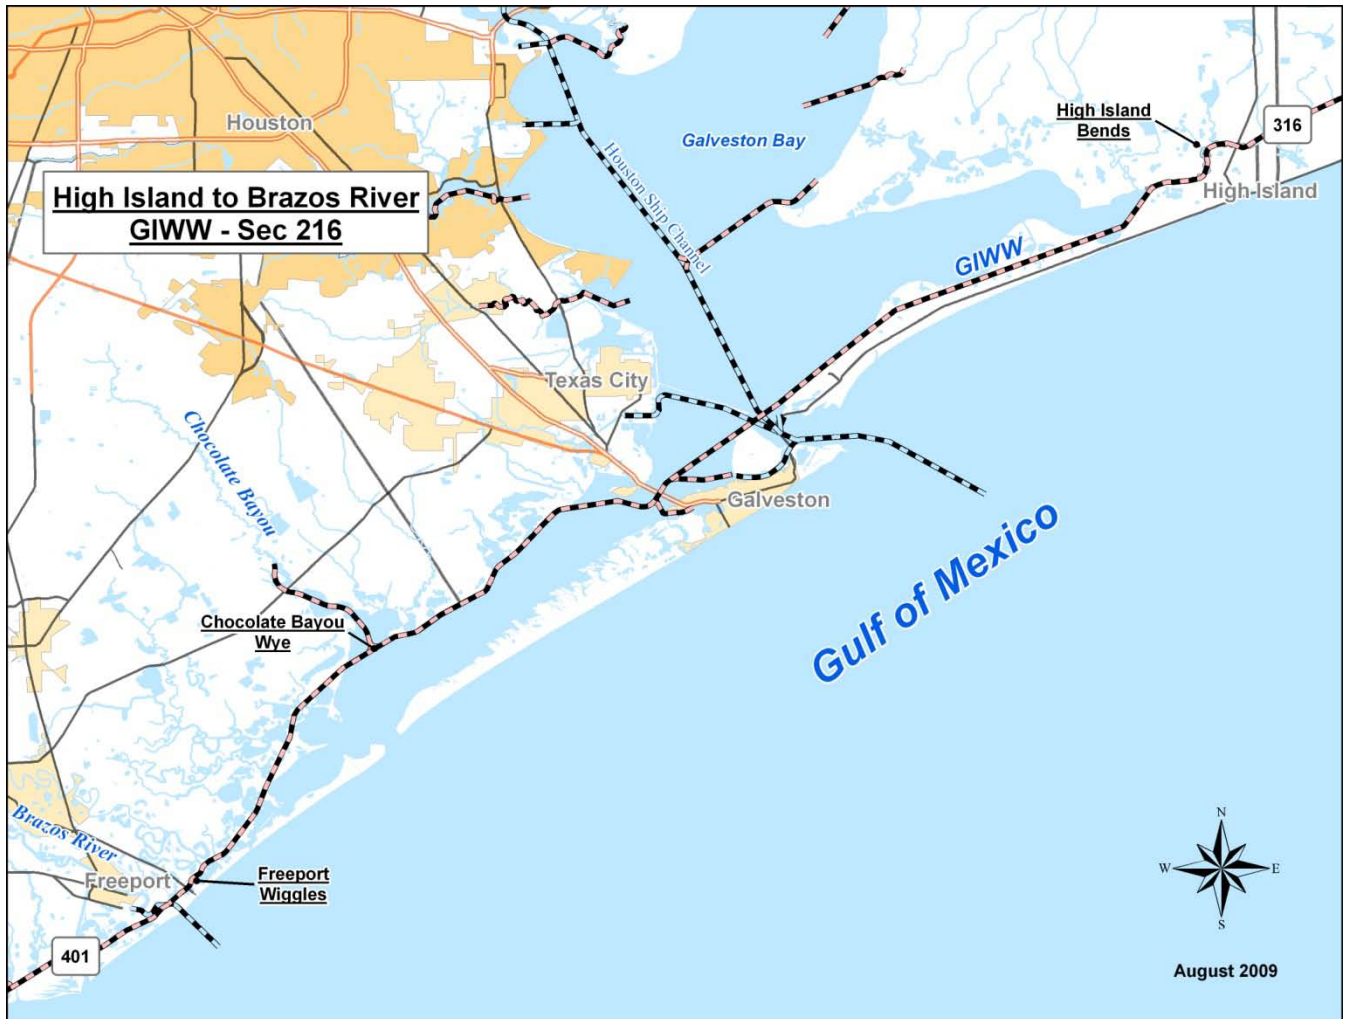 High Island
Bends
316
Houston
Galveston Bay
Houston Ship Channel
High Island to Brazos River
GIWW - Sec 216
High Island
GIWW
Texas City
Chocolate Bayou
Galveston
Gulf of Mexico
Chocolate Bayou
Wye
Brazos River
Freeport
Freeport
Wiggles
N
W
E
S
401
August 2009